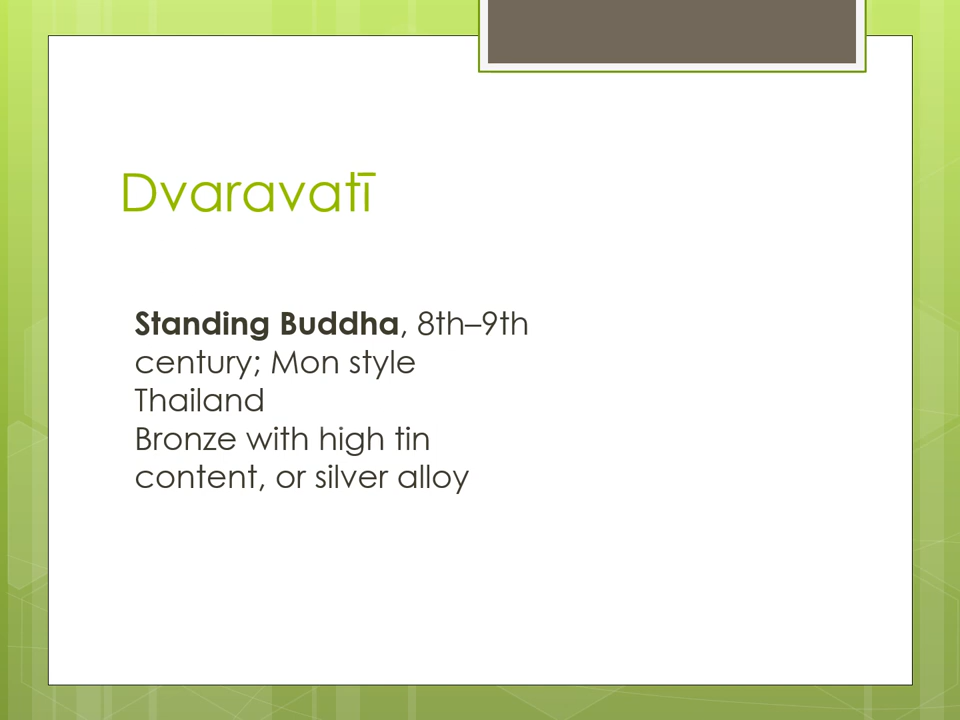 Dvaravatī
Standing Buddha, 8th–9th
century; Mon style
Thailand
Bronze with high tin
content, or silver alloy